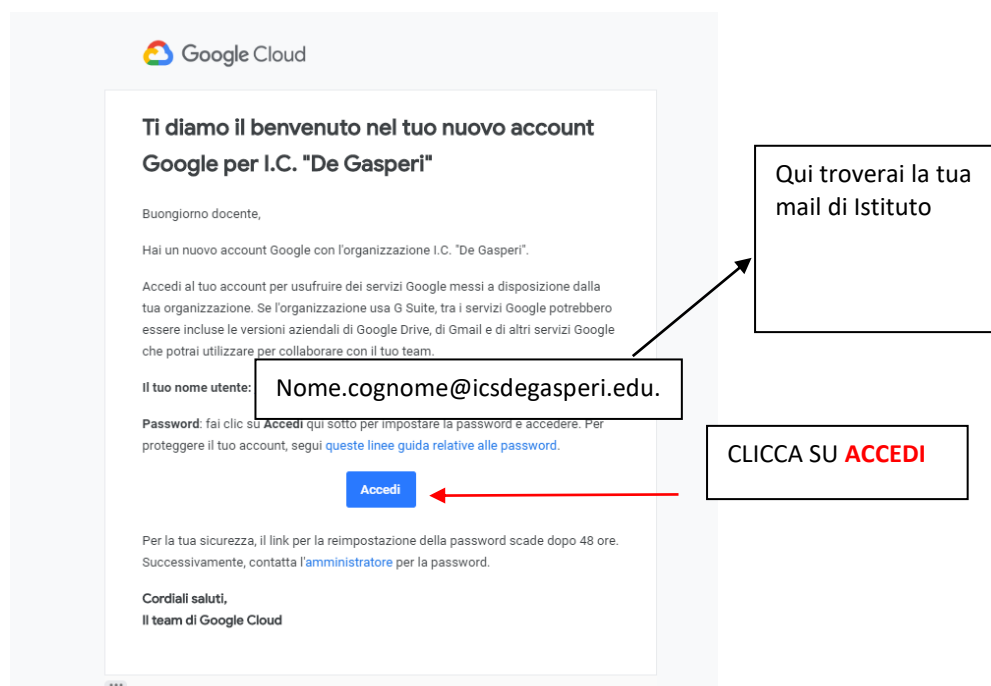 Google Cloud
Ti diamo il benvenuto nel tuo nuovo account
Google per I.C. "De Gasperi"
Buongiorno docente,
Hai un nuovo account Google con l'organizzazione I.C. "De Gasperi".
Accedi al tuo account per usufruire dei servizi Google messi a disposizione dalla
tua organizzazione. Se l'organizzazione usa G Suite, tra i servizi Google potrebbero
essere incluse le versioni aziendali di Google Drive, di Gmail e di altri servizi Google
che potrai utilizzare per collaborare con il tuo team.
Il tuo nome utente:
Nome.cognome@icsdegasperi.edu.
Qui troverai la tua
mail di Istituto
Password: fai clic su Accedi qui sotto per impostare la password e accedere. Per
proteggere il tuo account, segui queste linee guida relative alle password.
CLICCA SU ACCEDI
Accedi
Per la tua sicurezza, il link per la reimpostazione della password scade dopo 48 ore.
Successivamente, contatta l'amministratore per la password.
Cordiali saluti,
Il team di Google Cloud